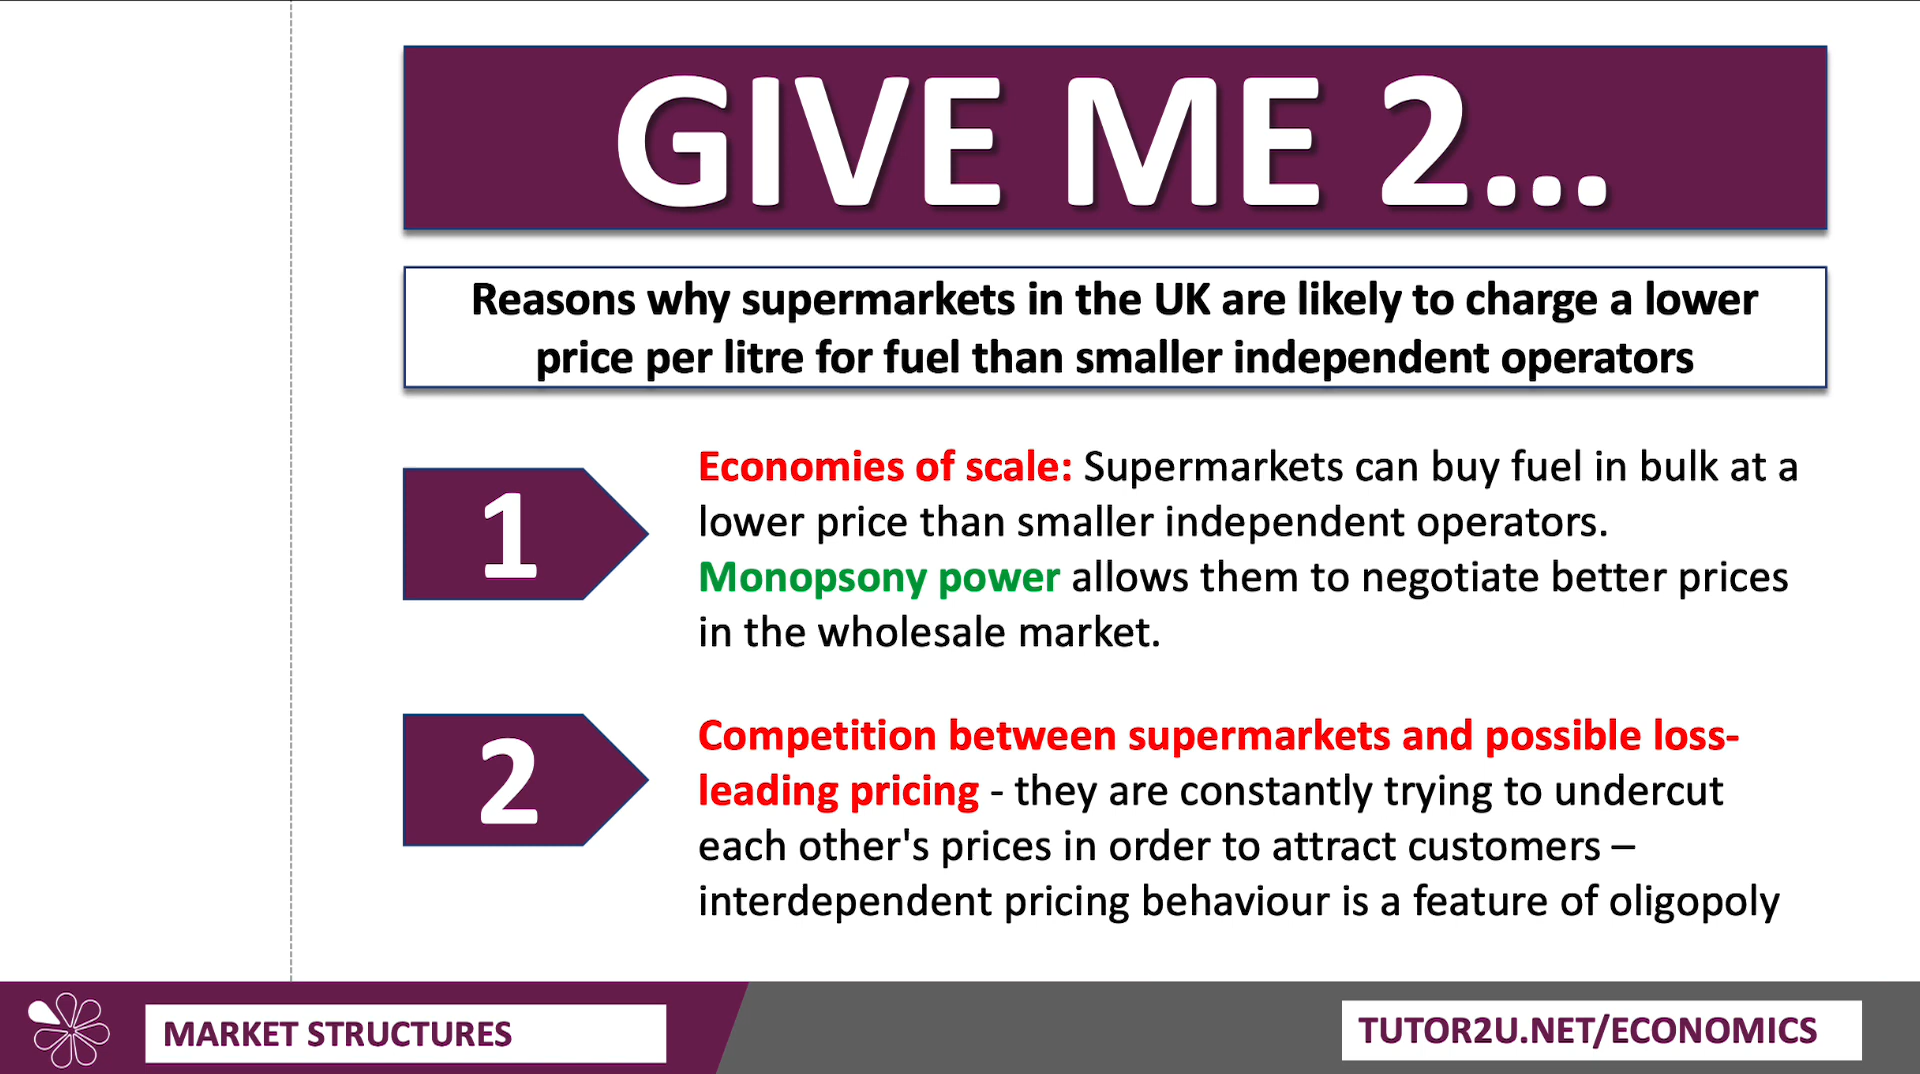 GIVE ME 2...
Reasons why supermarkets in the UK are likely to charge a lower
price per litre for fuel than smaller independent operators
1
Economies of scale: Supermarkets can buy fuel in bulk at a
lower price than smaller independent operators.
Monopsony power allows them to negotiate better prices
in the wholesale market.
2
Competition between supermarkets and possible loss-
leading pricing - they are constantly trying to undercut
each other's prices in order to attract customers –
interdependent pricing behaviour is a feature of oligopoly
MARKET STRUCTURES
TUTOR2U.NET/ECONOMICS